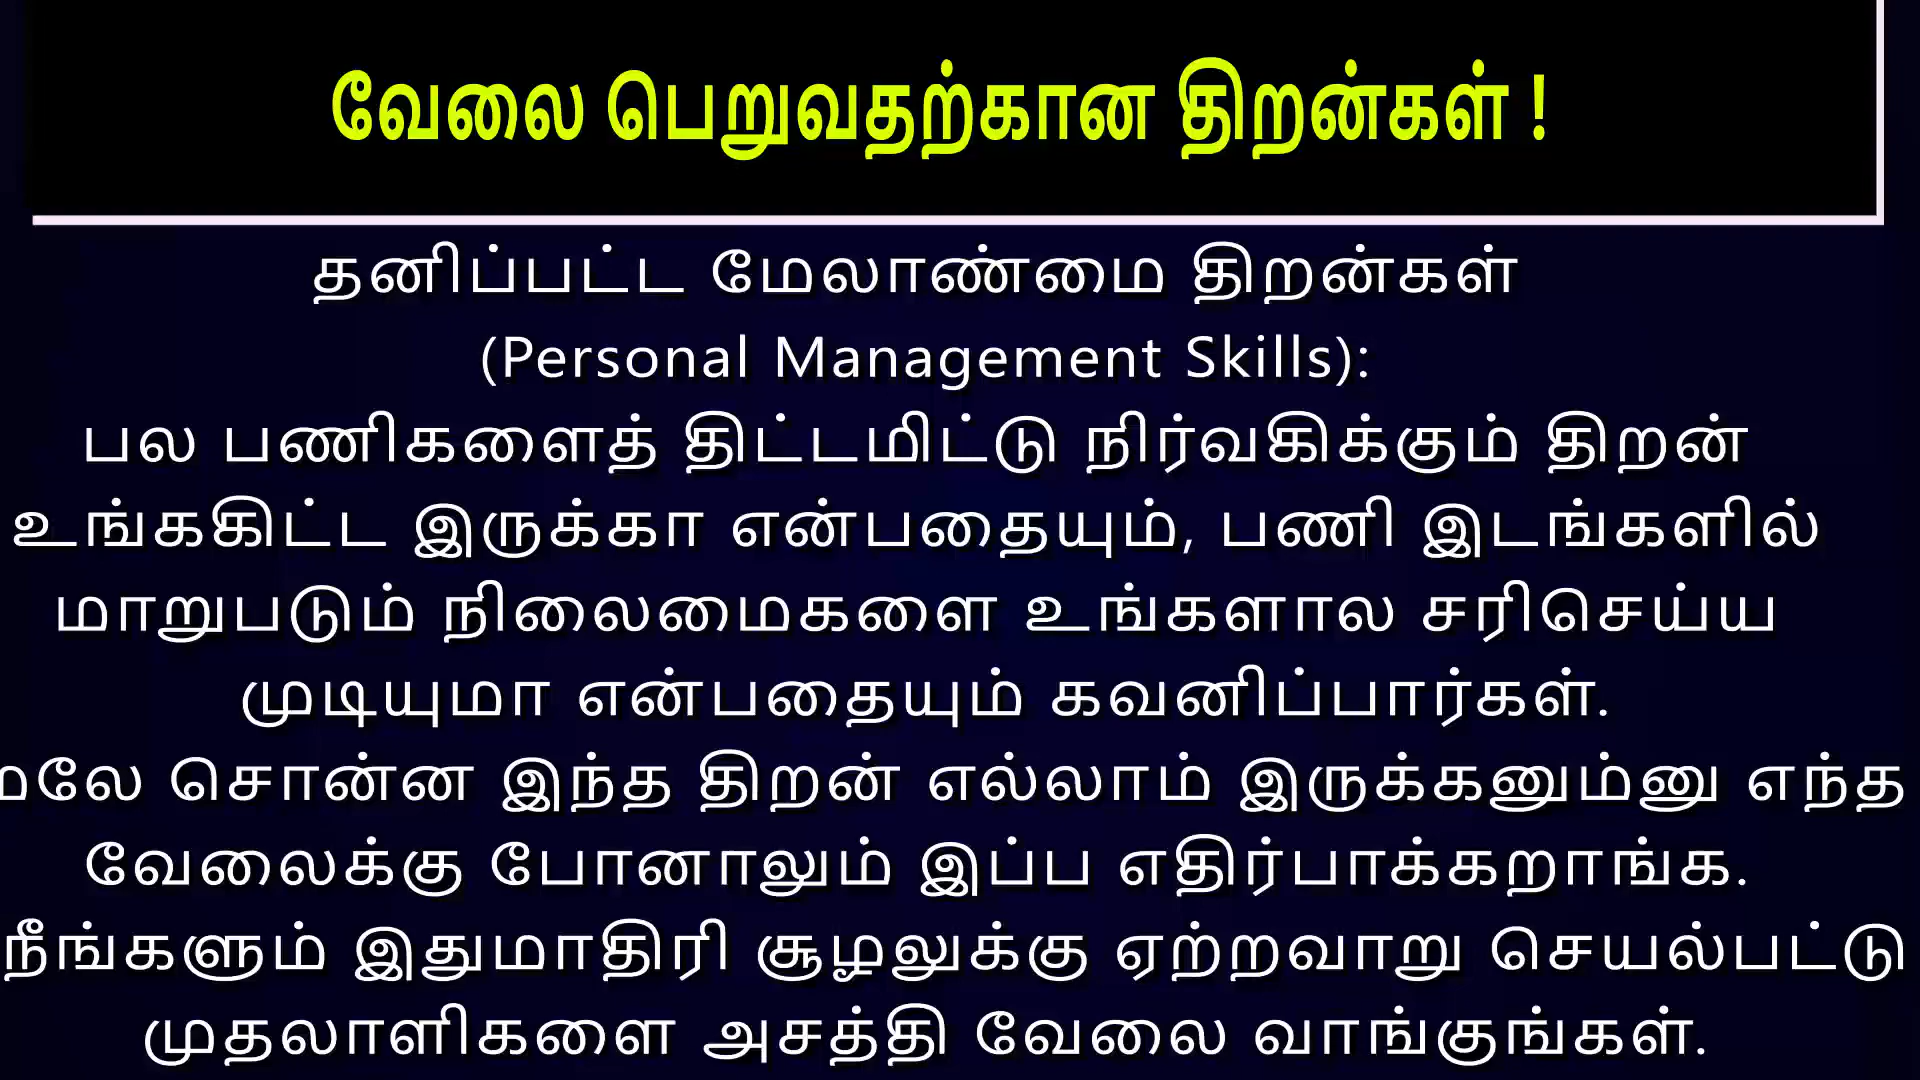 வேலை பெறுவதற்கான திறன்கள் !
தனிப்பட்ட மேலாண்மை திறன்கள்
(Personal Management Skills):
பல பணிகளைத் திட்டமிட்டு நிர்வகிக்கும் திறன்
உங்ககிட்ட இருக்கா என்பதையும், பணி இடங்களில்
மாறுபடும் நிலைமைகளை உங்களால சரிசெய்ய
முடியுமா என்பதையும் கவனிப்பார்கள்.
சொன்ன இந்த திறன் எல்லாம் இருக்கனும்னு எந்த
வேலைக்கு போனாலும் இப்ப எதிர்பாக்கறாங்க.
நீங்களும் இதுமாதிரி சூழலுக்கு ஏற்றவாறு செயல்பட்டு
முதலாளிகளை அசத்தி வேலை வாங்குங்கள்.